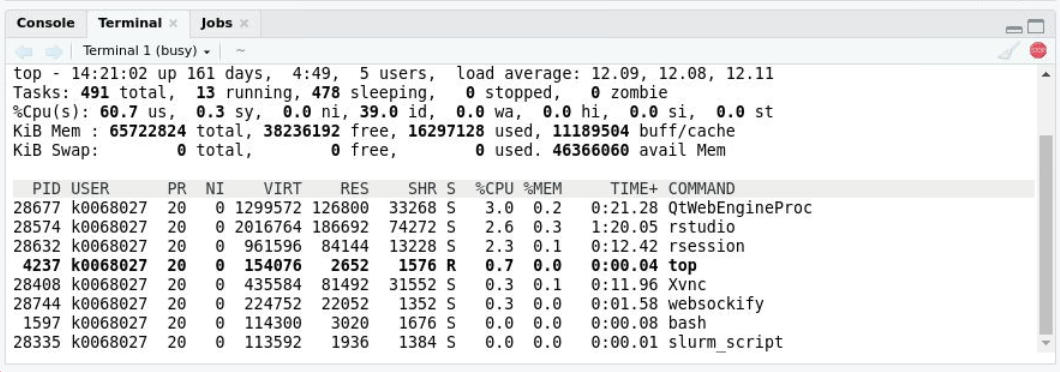 Console Terminal × Jobs ×
Terminal 1 (busy) ~ STOP
top - 14:21:02 up 161 days,  4:49,  5 users,  load average: 12.09, 12.08, 12.11
Tasks: 491 total,  13 running, 478 sleeping,   0 stopped,   0 zombie
%Cpu(s): 60.7 us,  0.3 sy,  0.0 ni, 39.0 id,  0.0 wa,  0.0 hi,  0.0 si,  0.0 st
KiB Mem : 65722824 total, 38236192 free, 16297128 used, 11189504 buff/cache
KiB Swap:        0 total,        0 free,        0 used. 46366060 avail Mem
  PID USER      PR  NI    VIRT    RES    SHR S  %CPU %MEM     TIME+ COMMAND
28677 k0068027  20   0 1299572 126800  33268 S   3.0  0.2   0:21.28 QtWebEngineProc
28574 k0068027  20   0 2016764 186692  74272 S   2.6  0.3   1:20.05 rstudio
28632 k0068027  20   0  961596  84144  13228 S   2.3  0.1   0:12.42 rsession
 4237 k0068027  20   0  154076   2652   1576 R   0.7  0.0   0:00.04 top
28408 k0068027  20   0  435584  81492  31552 S   0.3  0.1   0:11.96 Xvnc
28744 k0068027  20   0  224752  22052   1352 S   0.3  0.0   0:01.58 websockify
 1597 k0068027  20   0  114300   3020   1676 S   0.0  0.0   0:00.08 bash
28335 k0068027  20   0  113592   1936   1384 S   0.0  0.0   0:00.01 slurm_script